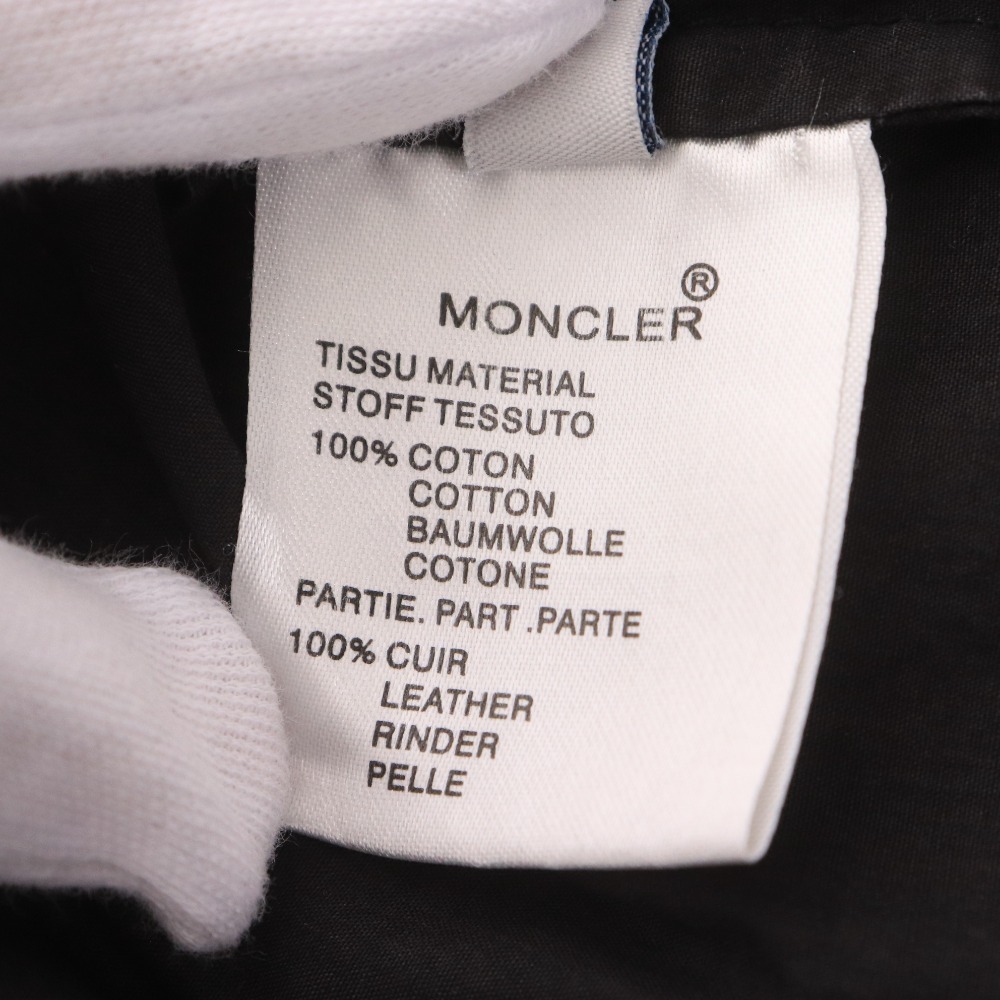 MONCLER®
TISSU MATERIAL
STOFF TESSUTO
100% COTON
COTTON
BAUMWOLLE
COTONE
PARTIE. PART .PARTE
100% CUIR
LEATHER
RINDER
PELLE